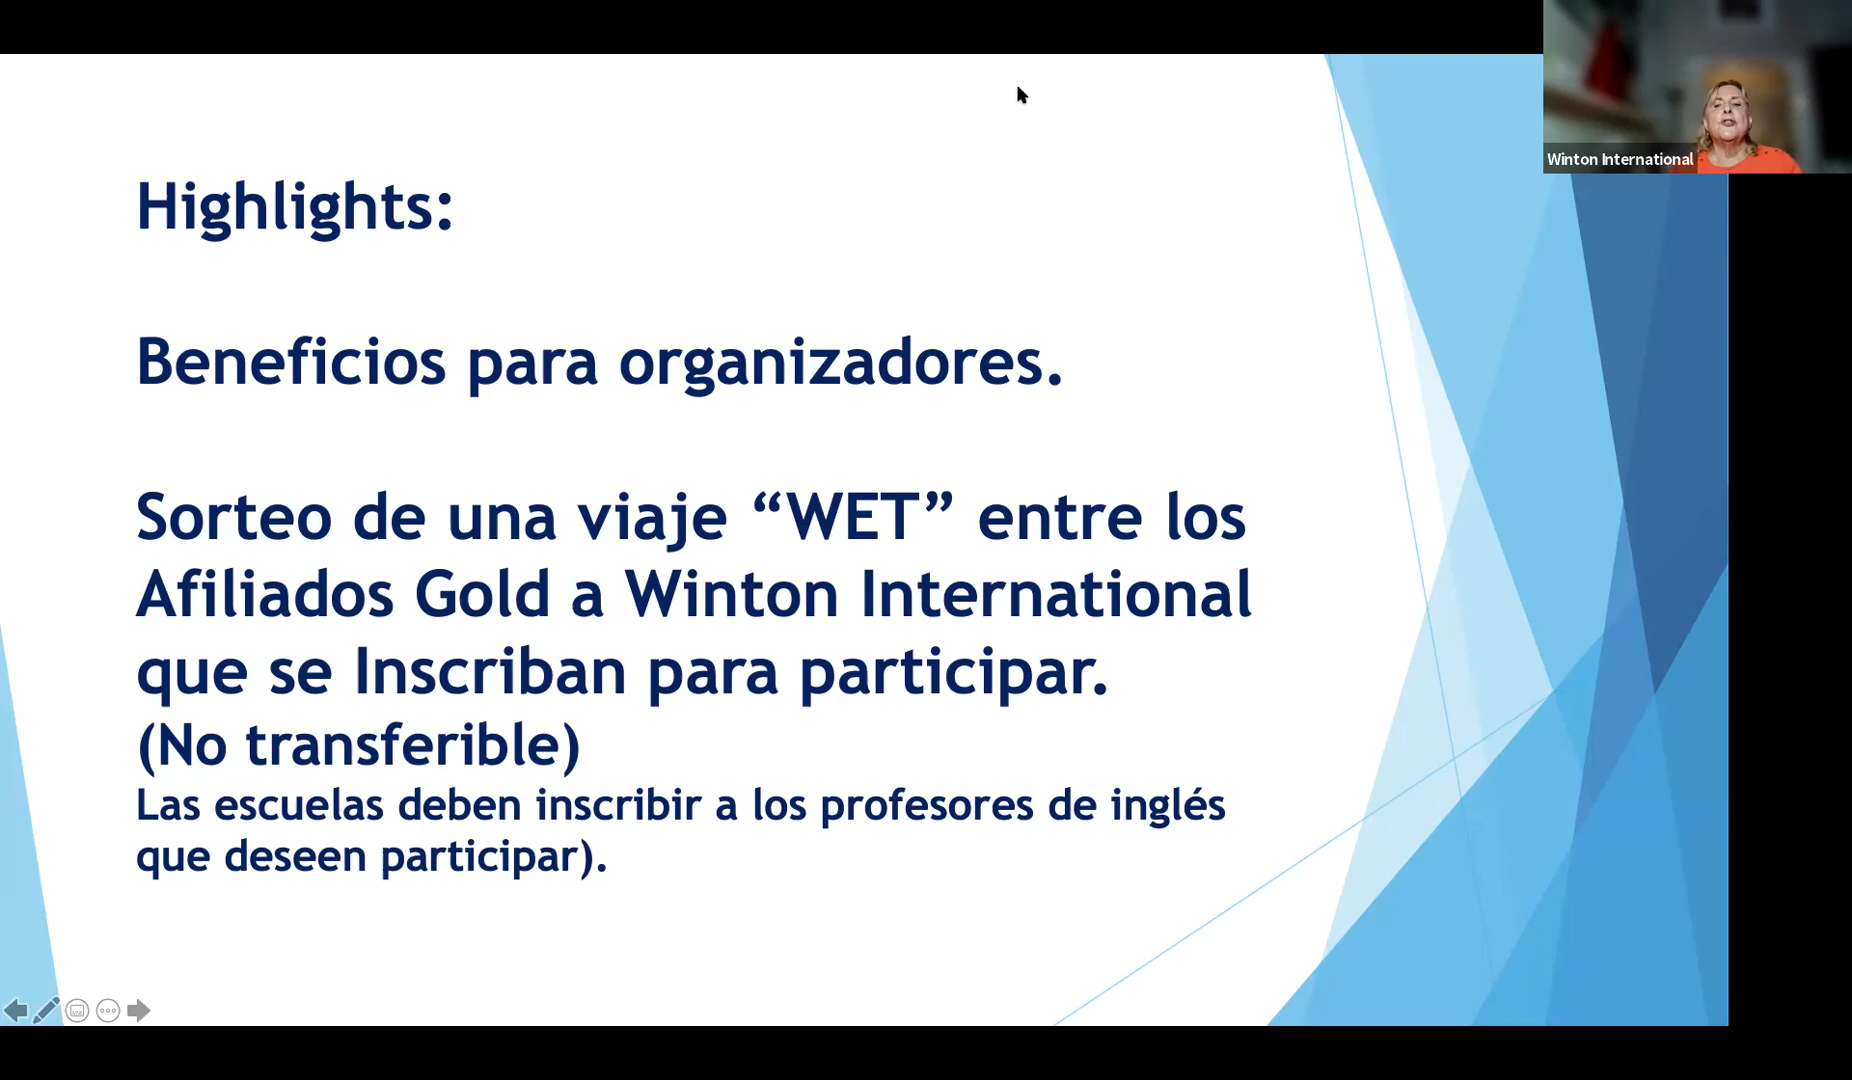 Winton International
Highlights:
Beneficios para organizadores.
Sorteo de una viaje “WET” entre los
Afiliados Gold a Winton International
que se Inscriban para participar.
(No transferible)
Las escuelas deben inscribir a los profesores de inglés
que deseen participar).